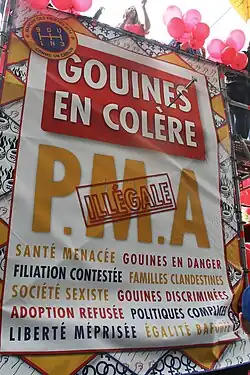 GOUINES
EN COLÈRE
P.M.A
ILLÉGALE
SANTÉ MENACÉE GOUINES EN DANGER
FILIATION CONTESTÉE FAMILLES CLANDESTINES
SOCIÉTÉ SEXISTE GOUINES DISCRIMINÉES
ADOPTION REFUSÉE POLITIQUES
LIBERTÉ MÉPRISÉE ÉGALITÉ